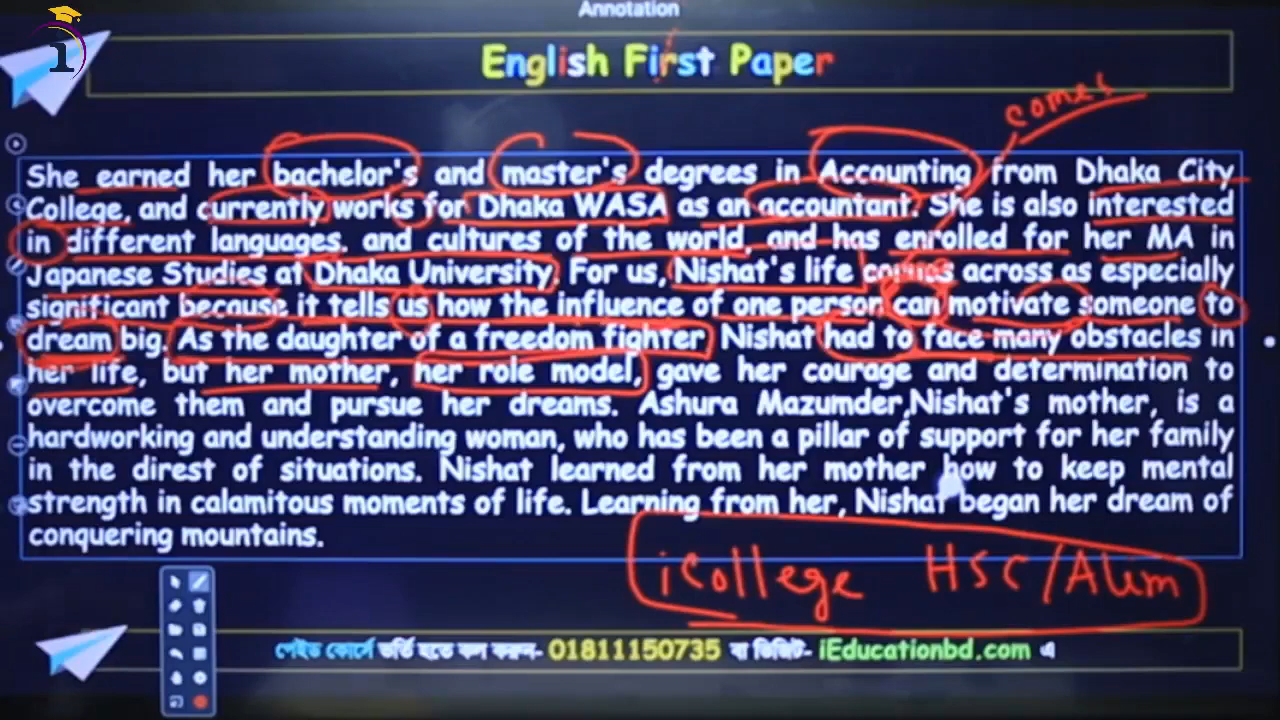 Annotation
i
English First Paper
comes
She earned her bachelor's and master's degrees in Accounting from Dhaka City
College, and currently works for Dhaka WASA as an accountant. She is also interested
in different languages. and cultures of the world, and has enrolled for her MA in
Japanese Studies at Dhaka University. For us, Nishat's life comes across as especially
significant because it tells us how the influence of one person can motivate someone to
dream big. As the daughter of a freedom fighter Nishat had to face many obstacles in
her life, but her mother, her role model, gave her courage and determination to
overcome them and pursue her dreams. Ashura Mazumder,Nishat's mother, is a
hardworking and understanding woman, who has been a pillar of support for her family
in the direst of situations. Nishat learned from her mother how to keep mental
strength in calamitous moments of life. Learning from her, Nishat began her dream of
conquering mountains.
iCollege HSC/Alim
পেইড কোর্সে ভর্তি হতে কল করুন- 01811150735 বা ভিজিট- iEducationbd.com এ